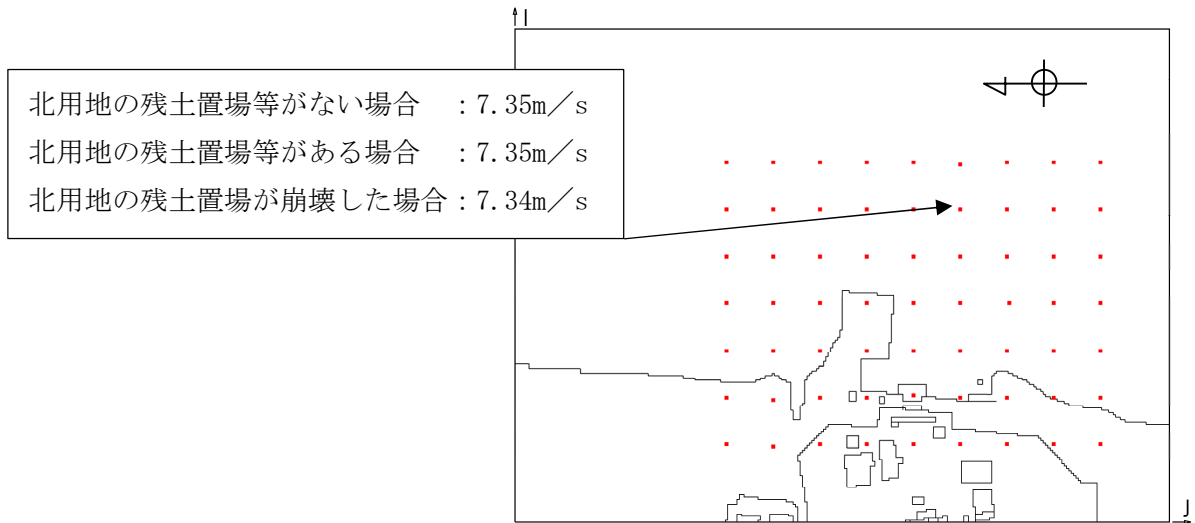 I
北用地の残土置場等がない場合 :7.35m/s
北用地の残土置場等がある場合 :7.35m/s
北用地の残土置場が崩壊した場合:7.34m/s
J